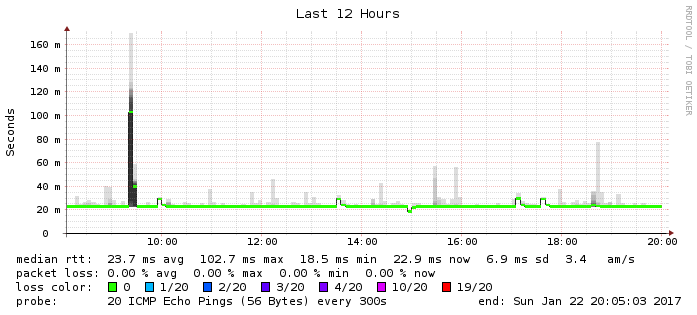 Last 12 Hours
RRDTOOL / TOBI OETIKER
Seconds
160 m
140 m
120 m
100 m
80 m
60 m
40 m
20 m
0
10:00 12:00 14:00 16:00 18:00 20:00
median rtt: 23.7 ms avg 102.7 ms max 18.5 ms min 22.9 ms now 6.9 ms sd 3.4 am/s
packet loss: 0.00 % avg 0.00 % max 0.00 % min 0.00 % now
loss color: 0 1/20 2/20 3/20 4/20 10/20 19/20
probe: 20 ICMP Echo Pings (56 Bytes) every 300s end: Sun Jan 22 20:05:03 2017